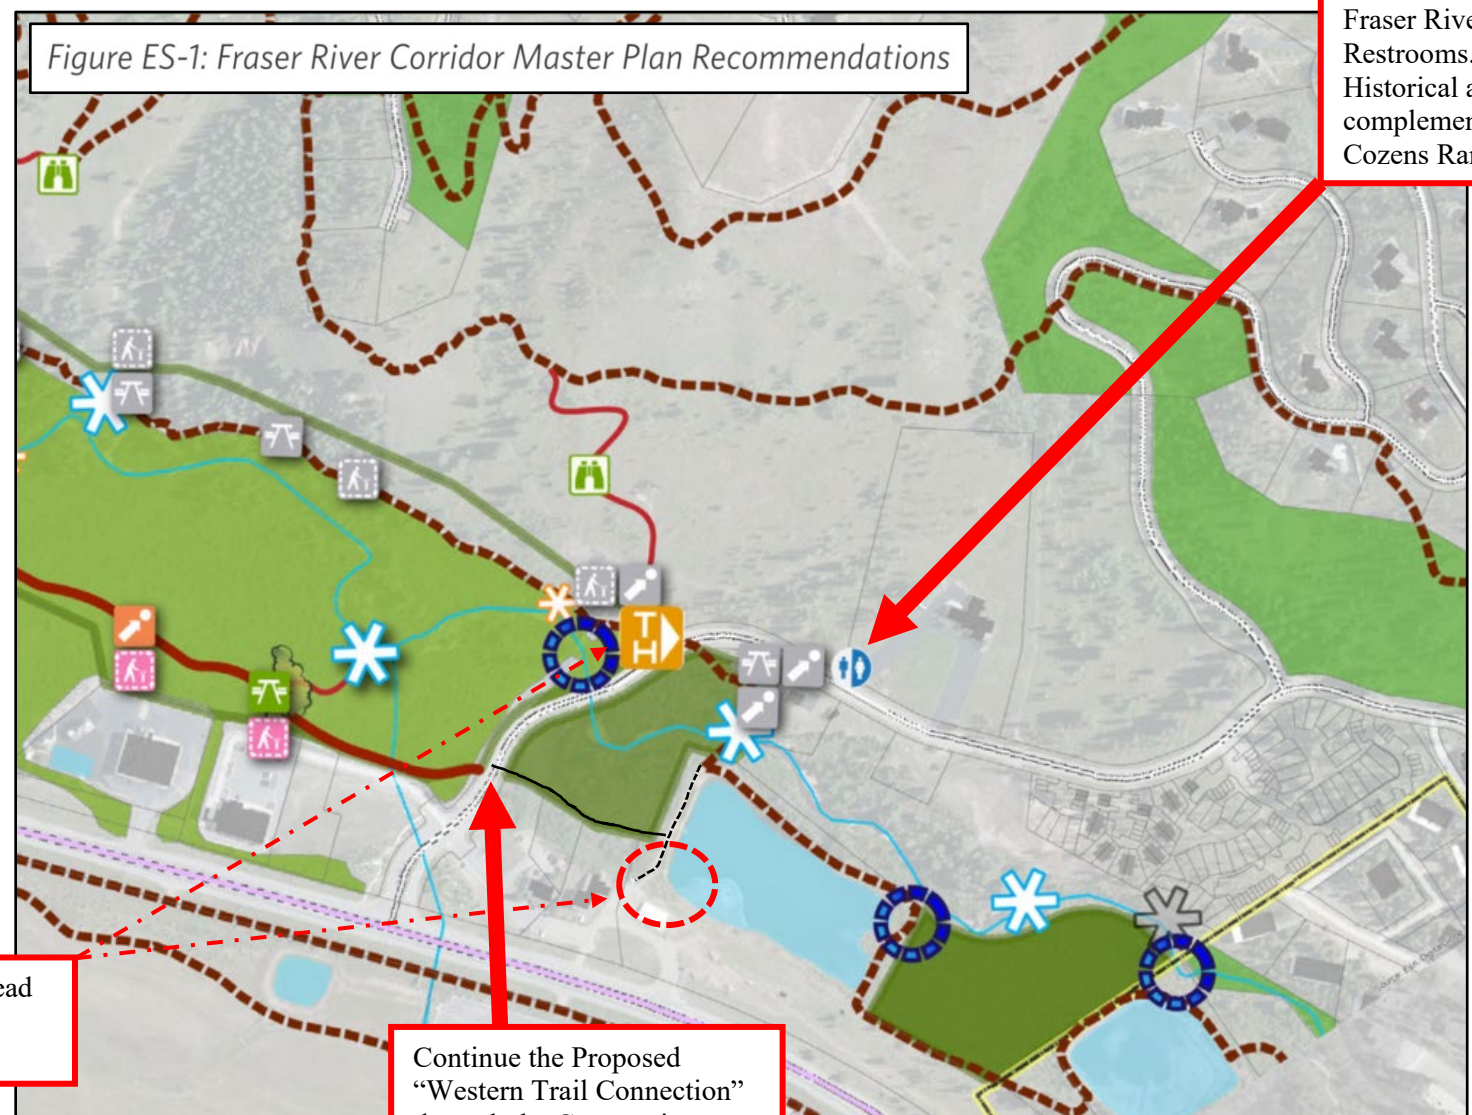 Figure ES-1: Fraser River Corridor Master Plan Recommendations
Fraser Rive
Restrooms.
Historical a
complemen
Cozens Ra
T
H
ead
Continue the Proposed
“Western Trail Connection”